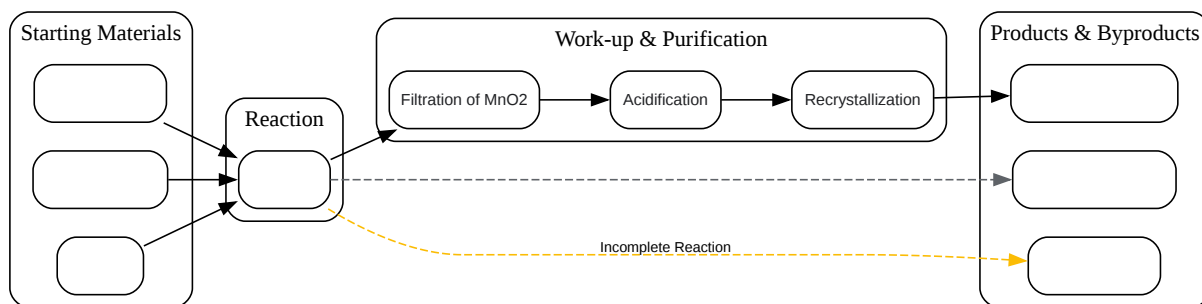 Starting Materials
Reaction
Work-up & Purification
Filtration of MnO2
Acidification
Recrystallization
Products & Byproducts
Incomplete Reaction